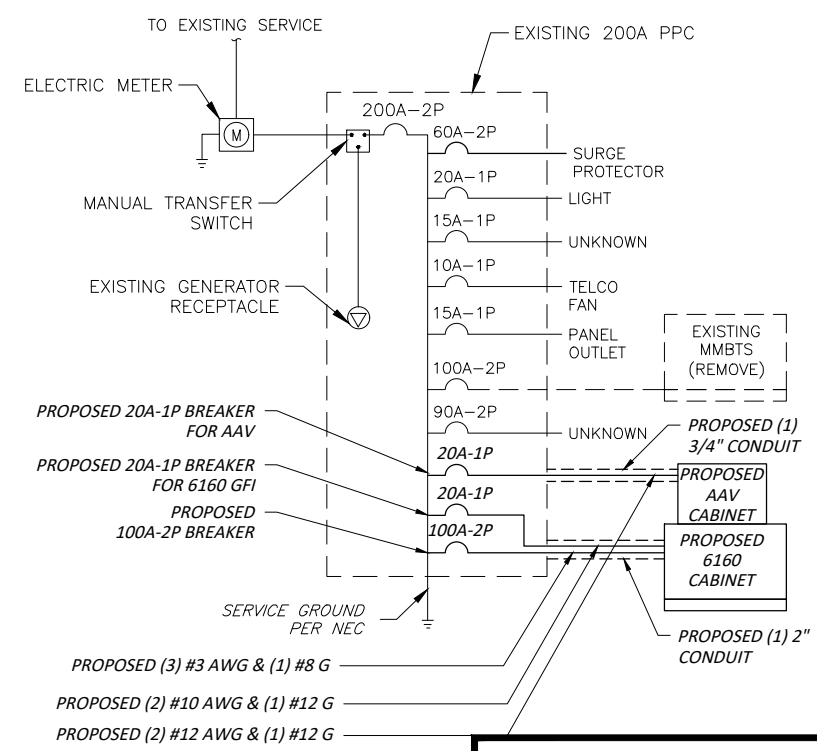 TO EXISTING SERVICE
EXISTING 200A PPC
ELECTRIC METER
M
200A-2P
60A-2P
SURGE
PROTECTOR
20A-1P
LIGHT
MANUAL TRANSFER
SWITCH
15A-1P
UNKNOWN
10A-1P
TELCO
FAN
EXISTING GENERATOR
RECEPTACLE
15A-1P
PANEL
OUTLET
EXISTING
MMBTS
(REMOVE)
100A-2P
90A-2P
UNKNOWN
PROPOSED 20A-1P BREAKER
FOR AAV
20A-1P
PROPOSED (1)
3/4" CONDUIT
PROPOSED
AAV
CABINET
PROPOSED 20A-1P BREAKER
FOR 6160 GFI
20A-1P
PROPOSED
100A-2P BREAKER
100A-2P
PROPOSED
6160
CABINET
SERVICE GROUND
PER NEC
PROPOSED (1) 2"
CONDUIT
PROPOSED (3) #3 AWG & (1) #8 G
PROPOSED (2) #10 AWG & (1) #12 G
PROPOSED (2) #12 AWG & (1) #12 G